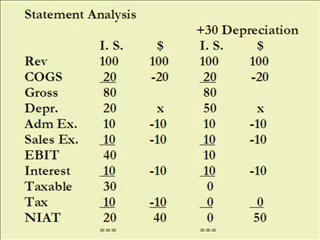 Statement Analysis
+30 Depreciation
I. S. $ I. S. $
Rev 100 100 100 100
COGS 20 -20 20 -20
Gross 80 80
Depr. 20 x 50 x
Adm Ex. 10 -10 10 -10
Sales Ex. 10 -10 10 -10
EBIT 40 10
Interest 10 -10 10 -10
Taxable 30 0
Tax 10 -10 0 0
NIAT 20 40 0 50
=== ===